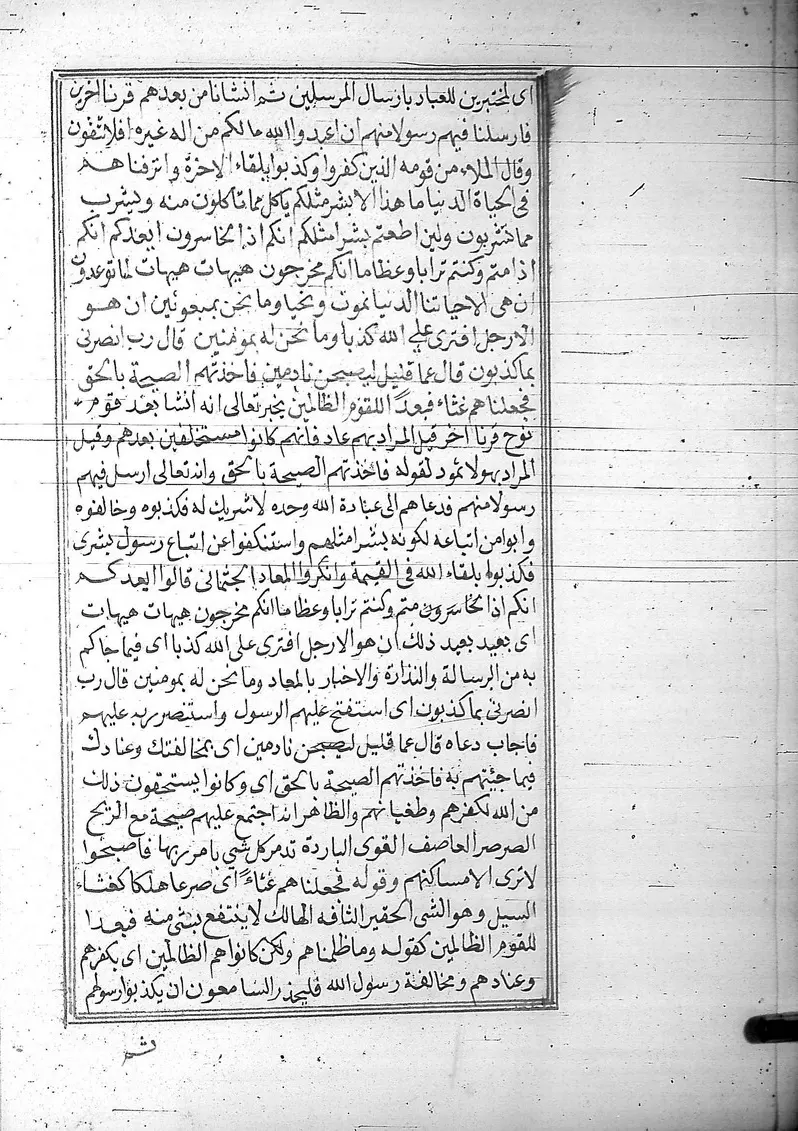 اى لمختبرين للعباد بارسال المرسلين ثم انشانا من بعدهم قرنا اخرين
فارسلنا فيهم رسولا منهم ان اعبدوا الله ما لكم من اله غيره افلا تتقون
وقال الملاء من قومه الذين كفروا وكذبوا بلقاء الاخرة واترفناهم
فى الحياة الدنيا ما هذا الا بشر مثلكم ياكل مما تاكلون منه ويشرب
مما تشربون ولين اطعتم بشرا مثلكم انكم اذا لخاسرون ايعدكم انكم
اذا متم وكنتم ترابا وعظاما انكم مخرجون هيهات هيهات لما توعدون
ان هى الا حياتنا الدنيا نموت ونحيا وما نحن بمبعوثين ان هو
الا رجل افترى على الله كذبا وما نحن له بمومنين قال رب انصرنى
بما كذبون قال عما قليل ليصبحن نادمين فاخذتهم الصيحة بالحق
فجعلناهم غثاء فبعدًا للقوم الظالمين يخبر تعالى انه انشا بعد قوم
نوح قرنا اخر قيل المراد بهم عاد فانهم كانوا مستخلفين بعدهم وقيل
المراد بهولا ثمود لقوله فاخذتهم الصيحة بالحق وانه تعالى ارسل فيهم
رسولا منهم فدعاهم الى عبادة الله وحده لا شريك له فكذبوه وخالفوه
وابوا من اتباعه لكونه بشرا مثلهم واستنكفوا عن اتباع رسول بشرى
فكذبوا بلقاء الله فى القيمة وانكروا المعاد الجثمانى قالوا ايعدكم
انكم اذا لخاسرون متم وكنتم ترابا وعظاما انكم مخرجون هيهات هيهات
اى بعيد بعيد ذلك ان هو الا رجل افترى على الله كذبا اى فيما جاكم
به من الرسالة والنذارة والاخبار بالمعاد وما نحن له بمومنين قال رب
انصرنى بما كذبون اى استفتح عليهم الرسول واستنصر ربه عليهم
فاجاب دعاه قال عما قليل ليصبحن نادمين اى بمخالفتك وعنادك
فيما جئتهم به فاخذتهم الصيحة بالحق اى وكانوا يستحقون ذلك
من الله لكفرهم وطغيانهم والظاهر انه اجتمع عليهم صيحة مع الريح
الصرصر العاصف القوى الباردة تدمر كل شي بامر ربها فاصبحوا
لا ترى الا مساكنهم وقوله فجعلناهم غثاءً اى صرعا هلكا كغثاء
السيل وهو الشى الحقير التافه الهالك لا ينتفع بشى منه فبعدا
للقوم الظالمين كقوله وما ظلمناهم ولكن كانوا هم الظالمين اى بكفرهم
وعنادهم ومخالفة رسول الله فليحذر السامعون ان يكذبوا رسولهم
ثم